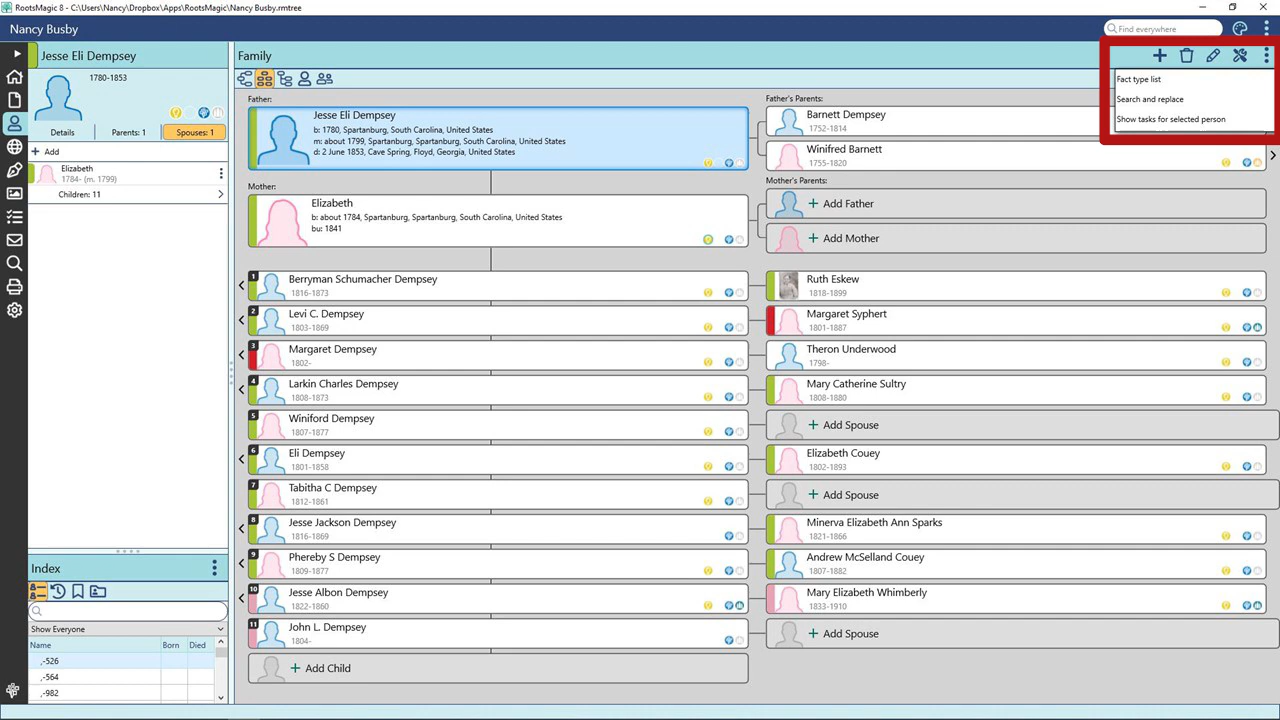 RootsMagic 8 - C:\Users\Nancy\Dropbox\Apps\RootsMagic\Nancy Busby.rmtree
Nancy Busby
Find everywhere
Jesse Eli Dempsey
1780-1853
Details
Parents: 1
Spouses: 1
Add
Elizabeth
1784- (m. 1799)
Children: 11
Family
Fact type list
Search and replace
Show tasks for selected person
Father:
Jesse Eli Dempsey
b: 1780, Spartanburg, South Carolina, United States
m: about 1799, Spartanburg, South Carolina, United States
d: 2 June 1853, Cave Spring, Floyd, Georgia, United States
Father's Parents:
Barnett Dempsey
1752-1814
Winifred Barnett
1755-1820
Mother:
Elizabeth
b: about 1784, Spartanburg, Spartanburg, South Carolina, United States
bu: 1841
Mother's Parents:
Add Father
Add Mother
1
Berryman Schumacher Dempsey
1816-1873
Ruth Eskew
1818-1899
2
Levi C. Dempsey
1803-1869
Margaret Syphert
1801-1887
3
Margaret Dempsey
1802-
Theron Underwood
1798-
4
Larkin Charles Dempsey
1808-1873
Mary Catherine Sultry
1808-1880
5
Winiford Dempsey
1807-1877
Add Spouse
6
Eli Dempsey
1801-1858
Elizabeth Couey
1802-1893
7
Tabitha C Dempsey
1812-1861
Add Spouse
8
Jesse Jackson Dempsey
1816-1869
Minerva Elizabeth Ann Sparks
1821-1866
9
Phereby S Dempsey
1809-1877
Andrew McSelland Couey
1807-1882
10
Jesse Albon Dempsey
1822-1860
Mary Elizabeth Whimberly
1833-1910
11
John L. Dempsey
1804-
Add Spouse
Add Child
Index
Show Everyone
Name Born Died
,-526
,-564
,-982